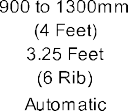 900 to 1300mm
(4 Feet)
3.25 Feet
(6 Rib)
Automatic